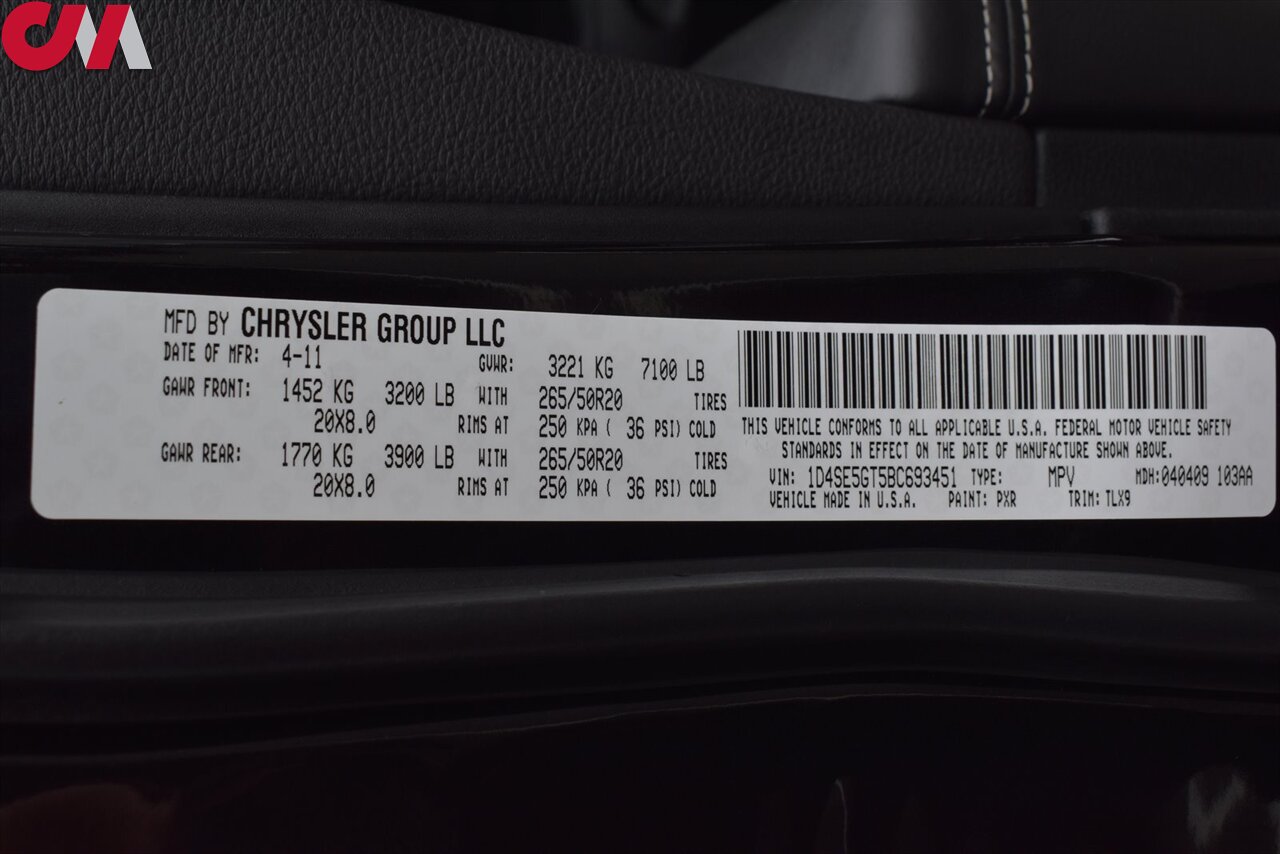 CM
MFD BY CHRYSLER GROUP LLC
DATE OF MFR: 4-11 GVWR: 3221 KG 7100 LB
GAWR FRONT: 1452 KG 3200 LB WITH 265/50R20 TIRES
20X8.0 RIMS AT 250 KPA ( 36 PSI) COLD
GAWR REAR: 1770 KG 3900 LB WITH 265/50R20 TIRES
20X8.0 RIMS AT 250 KPA ( 36 PSI) COLD
THIS VEHICLE CONFORMS TO ALL APPLICABLE U.S.A. FEDERAL MOTOR VEHICLE SAFETY
STANDARDS IN EFFECT ON THE DATE OF MANUFACTURE SHOWN ABOVE.
VIN: 1D4SE5GT5BC693451 TYPE: MPV MDH:040409 103AA
VEHICLE MADE IN U.S.A. PAINT: PXR TRIM: TLX9